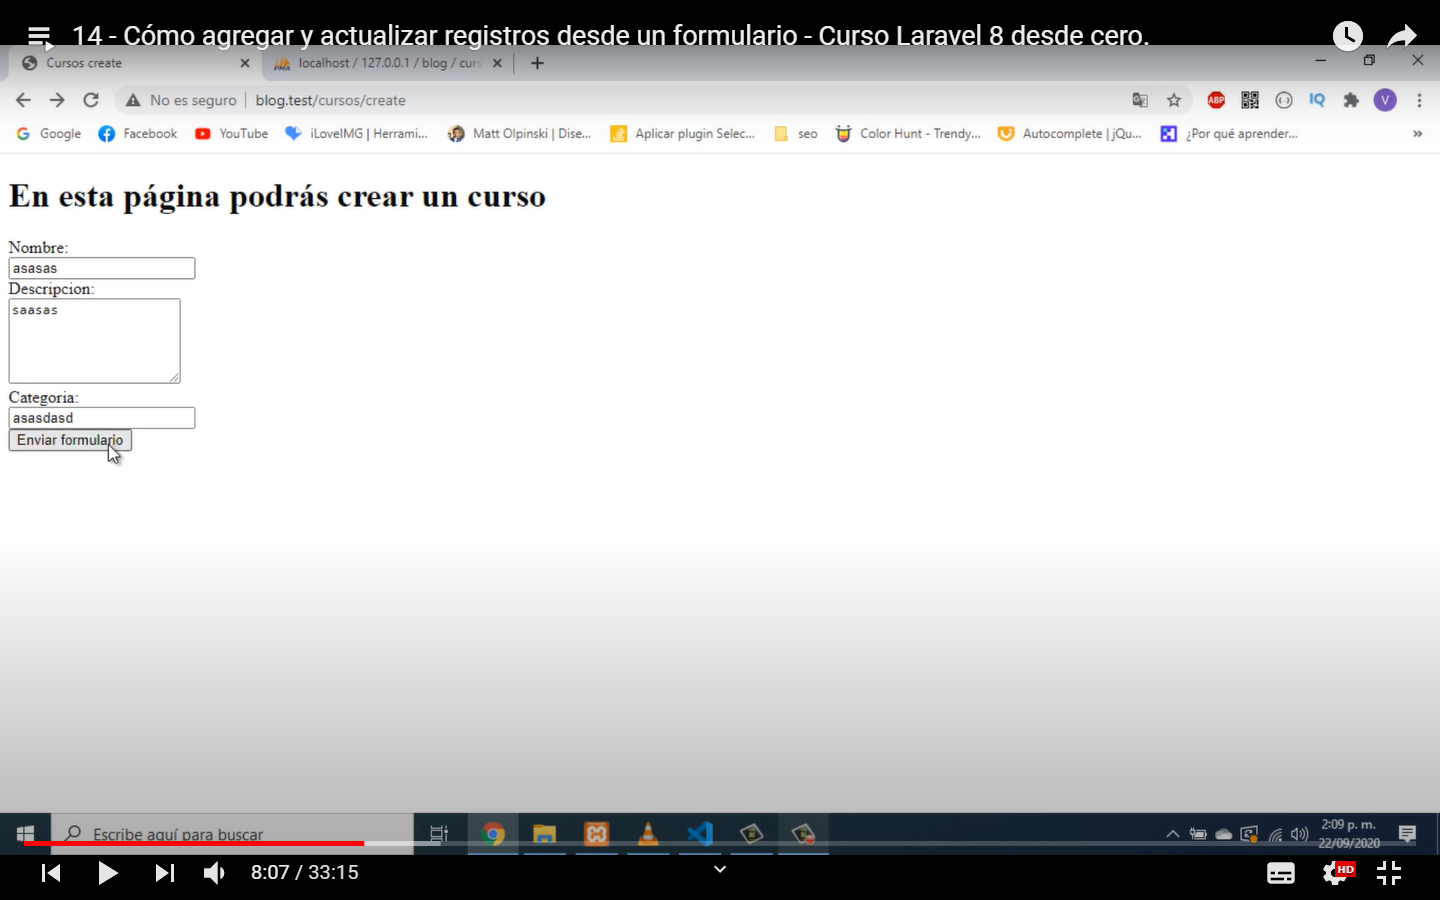 14 - Cómo agregar y actualizar registros desde un formulario - Curso Laravel 8 desde cero.
Cursos create
localhost / 127.0.0.1 / blog / curs
No es seguro
blog.test/cursos/create
ABP
IQ
V
Google
Facebook
YouTube
iLoveIMG | Herrami...
Matt Olpinski | Dise...
Aplicar plugin Selec...
seo
Color Hunt - Trendy...
Autocomplete | jQu...
¿Por qué aprender...
»
En esta página podrás crear un curso
Nombre:
asasas
Descripcion:
saasas
Categoria:
asasdasd
Enviar formulario
Escribe aquí para buscar
2:09 p. m.
22/09/2020
8:07 / 33:15
HD